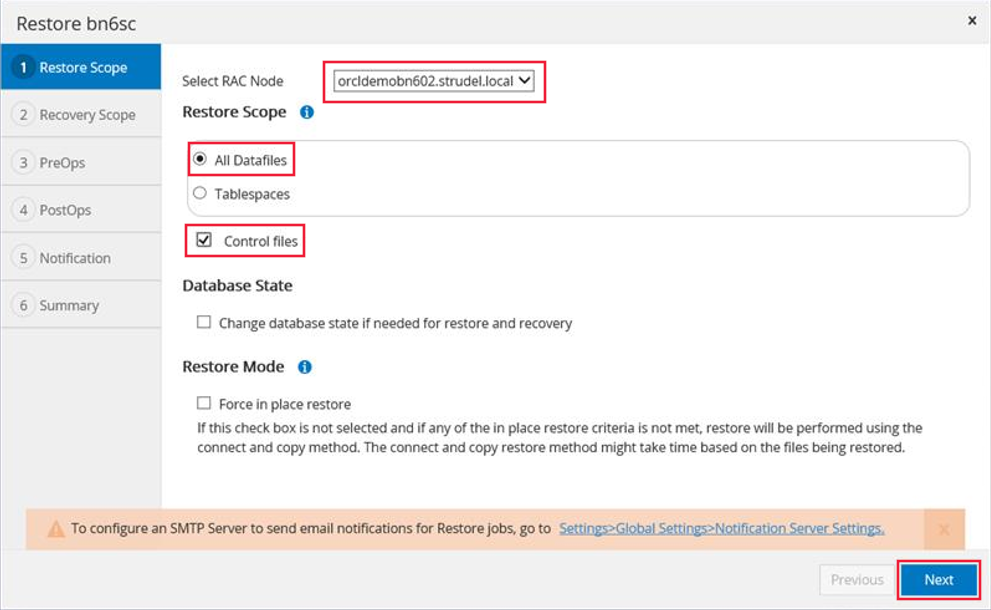 Restore bn6sc
×
1 Restore Scope
2 Recovery Scope
3 PreOps
4 PostOps
5 Notification
6 Summary
Select RAC Node orcldemobn602.strudel.local
Restore Scope i
All Datafiles
Tablespaces
Control files
Database State
Change database state if needed for restore and recovery
Restore Mode i
Force in place restore
If this check box is not selected and if any of the in place restore criteria is not met, restore will be performed using the
connect and copy method. The connect and copy restore method might take time based on the files being restored.
To configure an SMTP Server to send email notifications for Restore jobs, go to Settings>Global Settings>Notification Server Settings. x
Previous Next